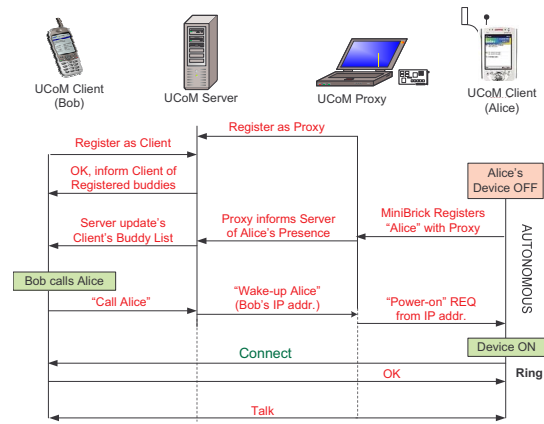 UCoM Client
(Bob)
UCoM Server
UCoM Proxy
UCoM Client
(Alice)
Register as Proxy
Register as Client
OK, inform Client of
Registered buddies
Alice's
Device OFF
Server update's
Client's Buddy List
Proxy informs Server
of Alice's Presence
MiniBrick Registers
“Alice” with Proxy
AUTONOMOUS
Bob calls Alice
“Call Alice”
“Wake-up Alice”
(Bob's IP addr.)
“Power-on” REQ
from IP addr.
Device ON
Connect
OK
Ring
Talk